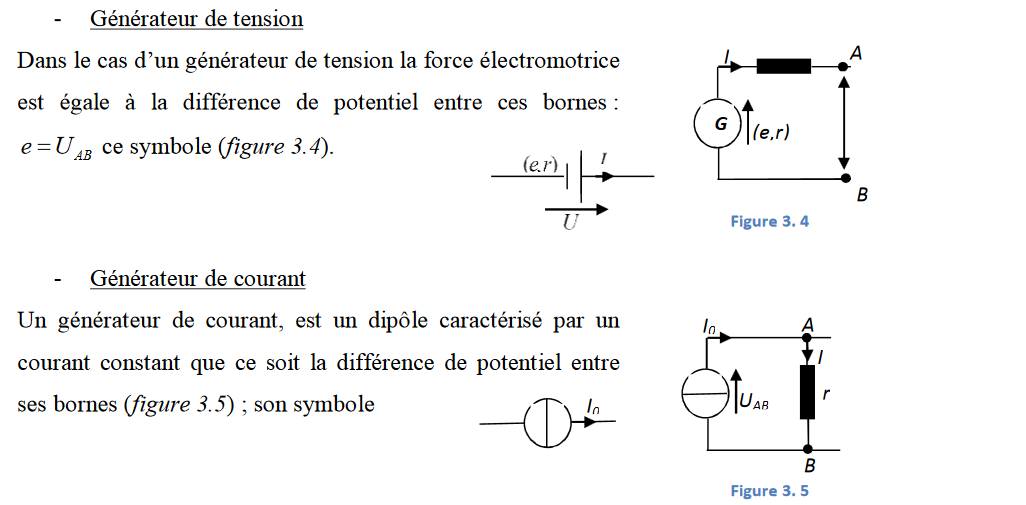 - Générateur de tension
Dans le cas d’un générateur de tension la force électromotrice
est égale à la différence de potentiel entre ces bornes :
e = U_AB ce symbole (figure 3.4).
(e.r) I
U
I A
G (e,r)
B
Figure 3. 4
- Générateur de courant
Un générateur de courant, est un dipôle caractérisé par un
courant constant que ce soit la différence de potentiel entre
ses bornes (figure 3.5) ; son symbole
I0
I0 A
I
U_AB r
B
Figure 3. 5